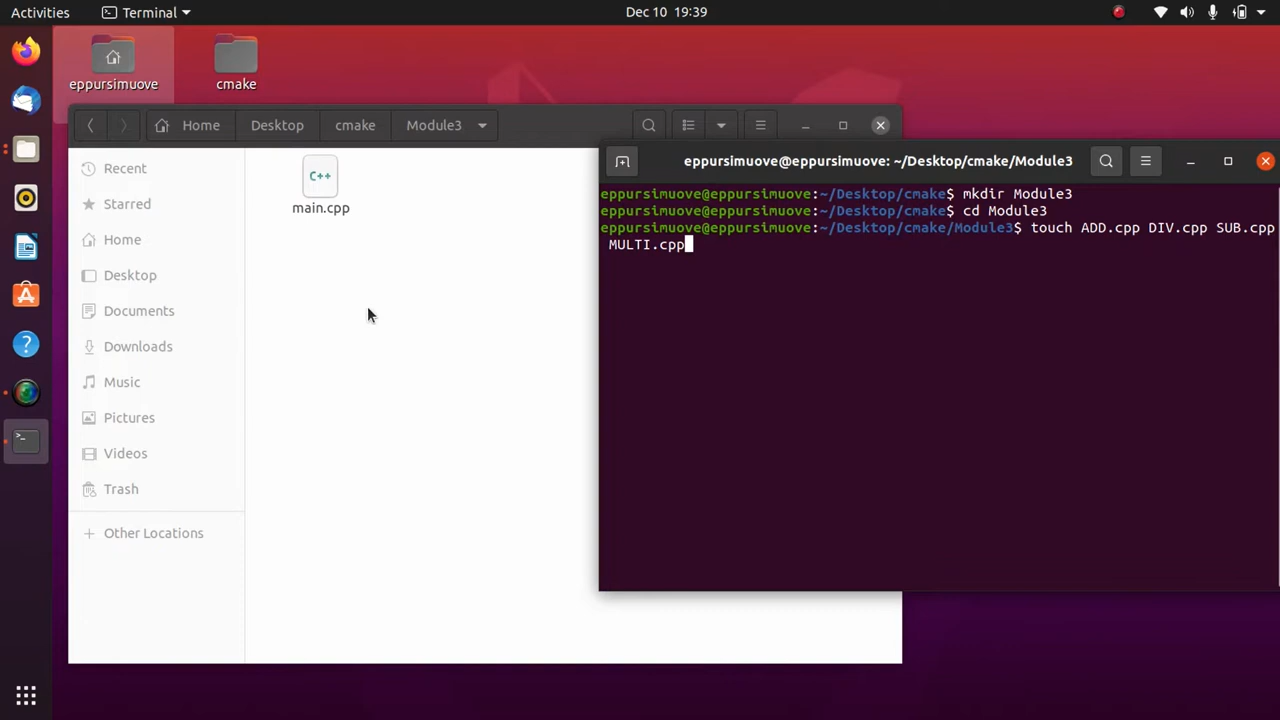 Activities
Terminal
Dec 10 19:39
eppursimuove
cmake
Home
Desktop
cmake
Module3
Recent
Starred
Home
Desktop
Documents
Downloads
Music
Pictures
Videos
Trash
+ Other Locations
C++
main.cpp
eppursimuove@eppursimuove: ~/Desktop/cmake/Module3
eppursimuove@eppursimuove:~/Desktop/cmake$ mkdir Module3
eppursimuove@eppursimuove:~/Desktop/cmake$ cd Module3
eppursimuove@eppursimuove:~/Desktop/cmake/Module3$ touch ADD.cpp DIV.cpp SUB.cpp
MULTI.cpp